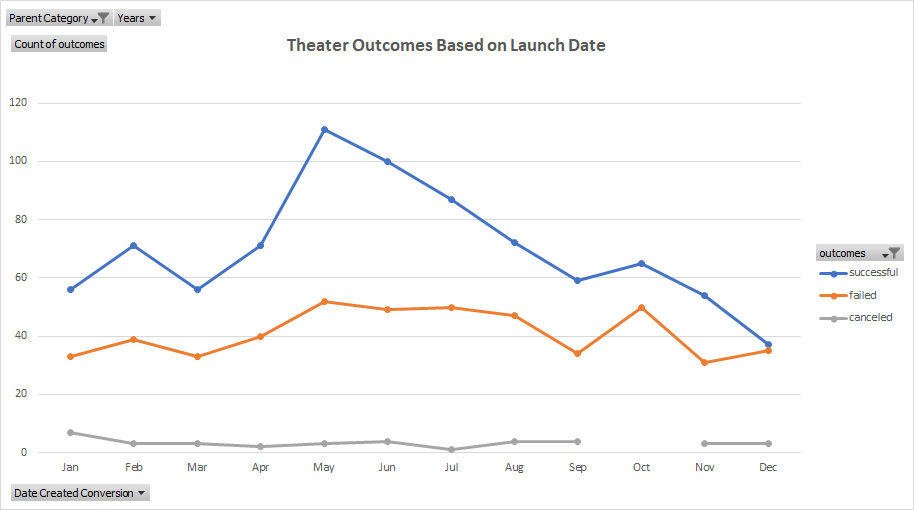 Parent Category Years
Count of outcomes
Theater Outcomes Based on Launch Date
120
100
80
60
40
20
0
Jan Feb Mar Apr May Jun Jul Aug Sep Oct Nov Dec
outcomes
successful
failed
canceled
Date Created Conversion